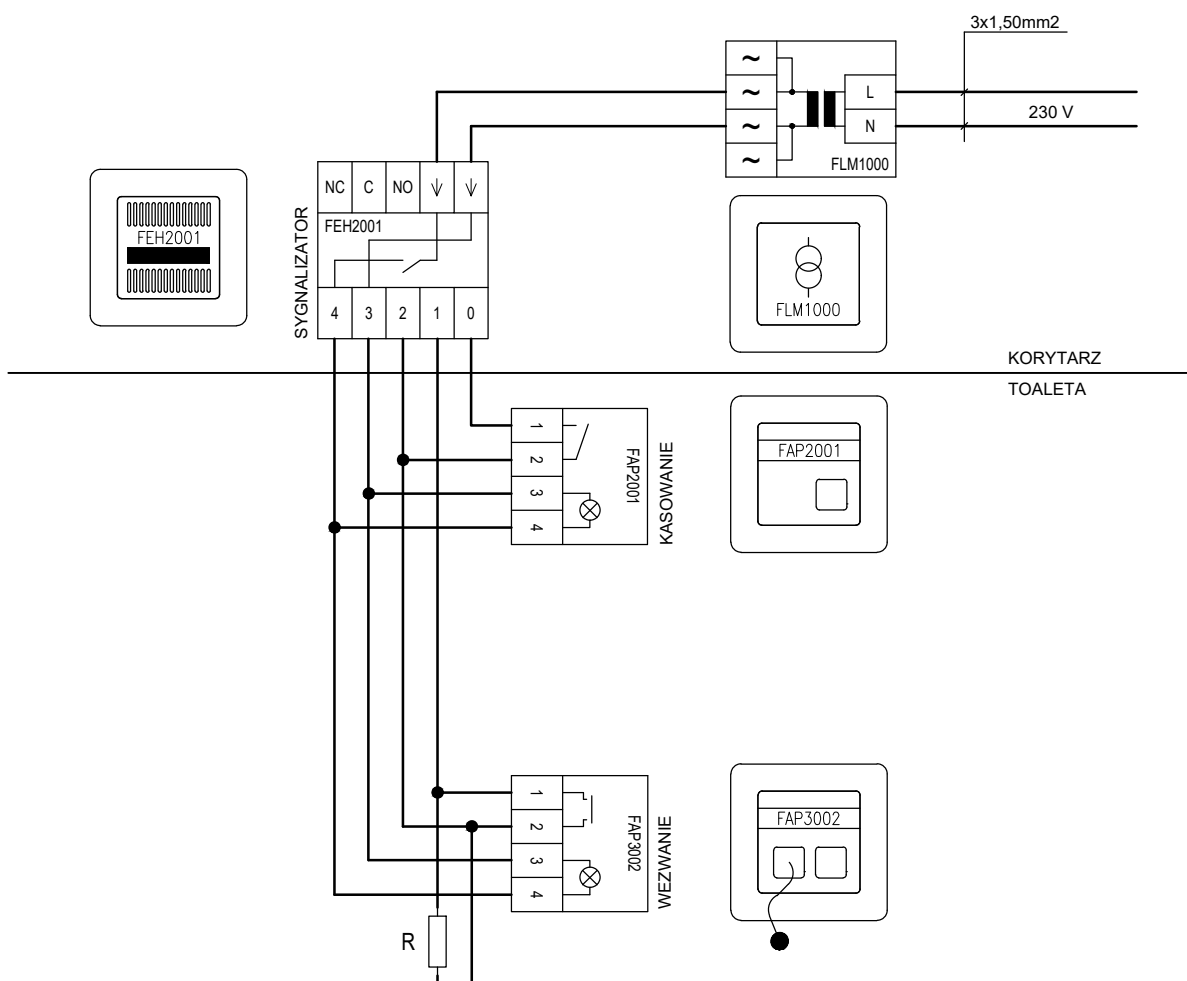 3x1,50mm2
~
~ L
230 V
~ N
~ FLM1000
NC C NO
FEH2001
SYGNALIZATOR
4 3 2 1 0
FEH2001
FLM1000
KORYTARZ
TOALETA
1
2
3
4
FAP2001
KASOWANIE
FAP2001
1
2
3
4
FAP3002
WEZWANIE
FAP3002
R